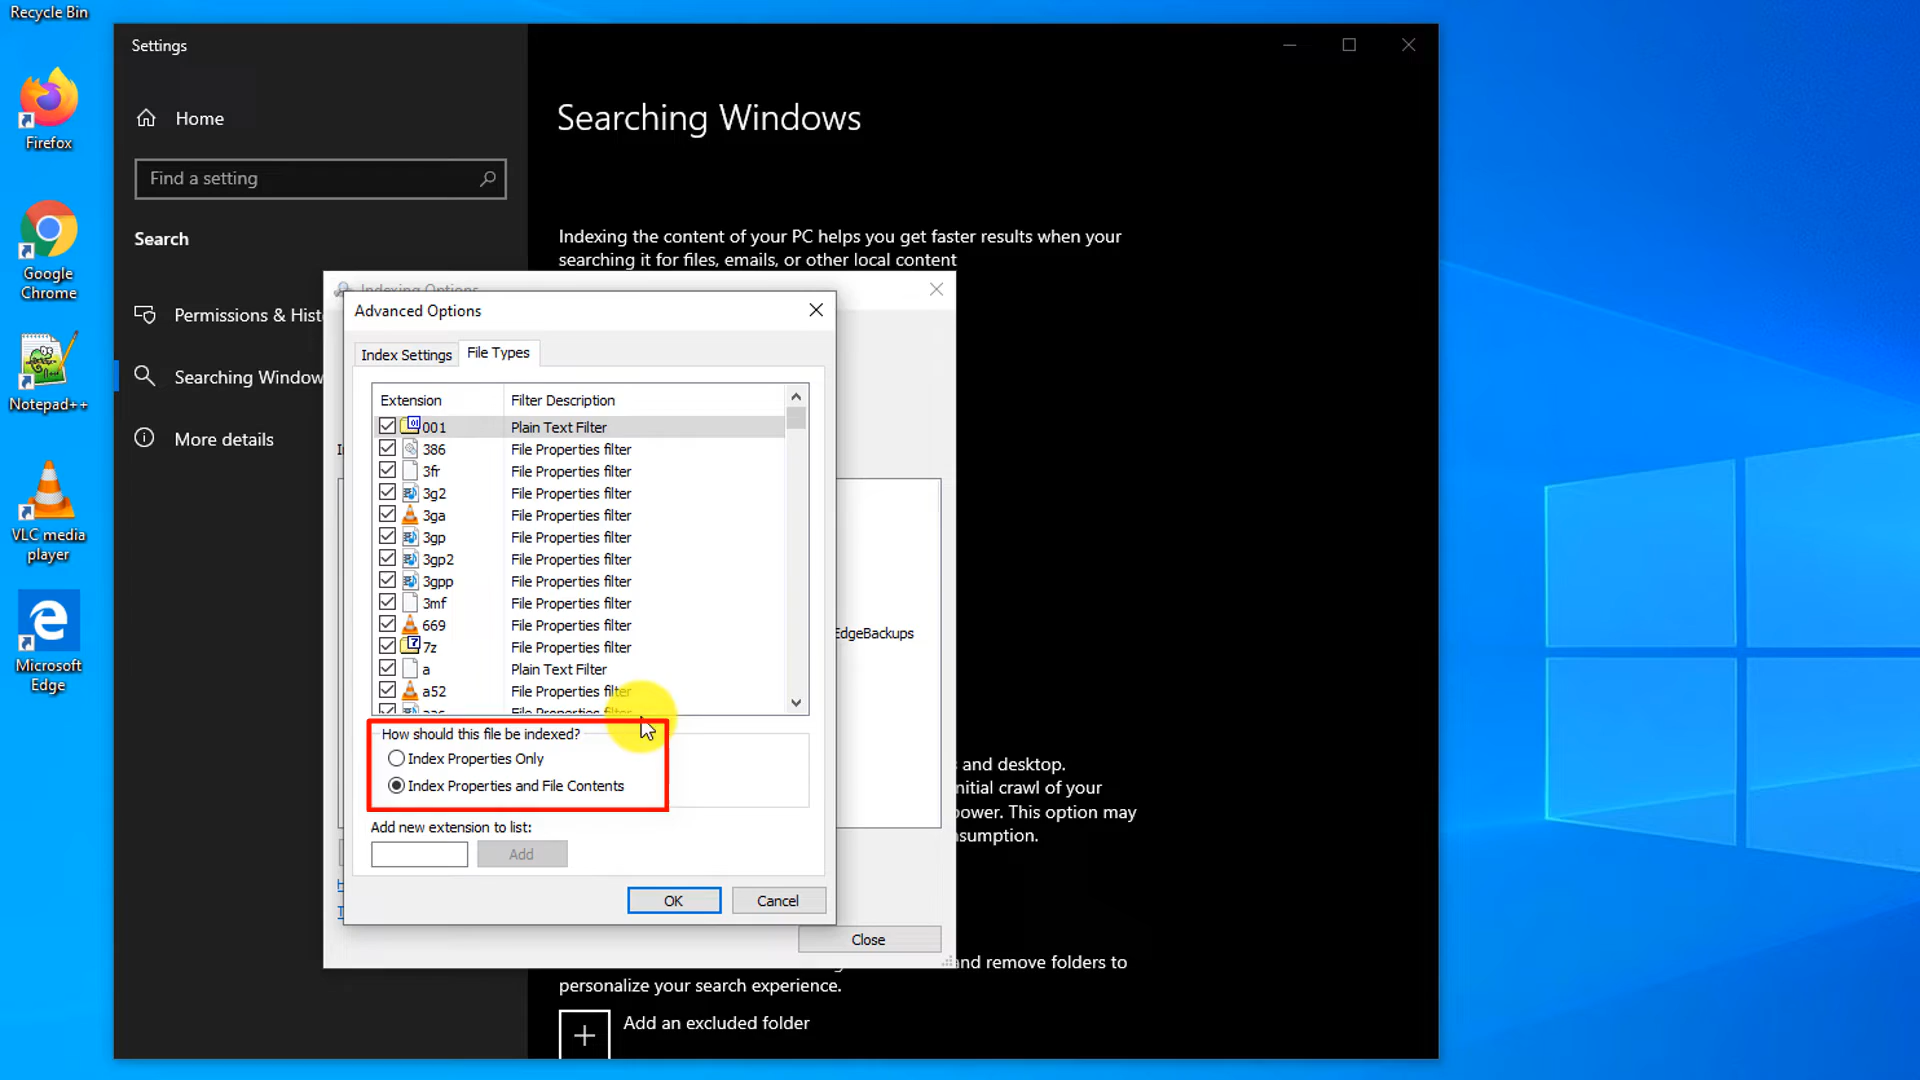 Recycle Bin
Firefox
Google
Chrome
Notepad++
VLC media
player
Microsoft
Edge
Settings
Home
Find a setting
Search
Permissions & Hist
Searching Window
More details
Searching Windows
Indexing the content of your PC helps you get faster results when your
searching it for files, emails, or other local content
Indexing Options
Advanced Options
Index Settings
File Types
Extension Filter Description
001 Plain Text Filter
386 File Properties filter
3fr File Properties filter
3g2 File Properties filter
3ga File Properties filter
3gp File Properties filter
3gp2 File Properties filter
3gpp File Properties filter
3mf File Properties filter
669 File Properties filter
7z File Properties filter
a Plain Text Filter
a52 File Properties filter
aac File Properties filter
How should this file be indexed?
Index Properties Only
Index Properties and File Contents
Add new extension to list:
Add
OK
Cancel
EdgeBackups
Close
and desktop.
nitial crawl of your
power. This option may
nsumption.
and remove folders to
personalize your search experience.
Add an excluded folder